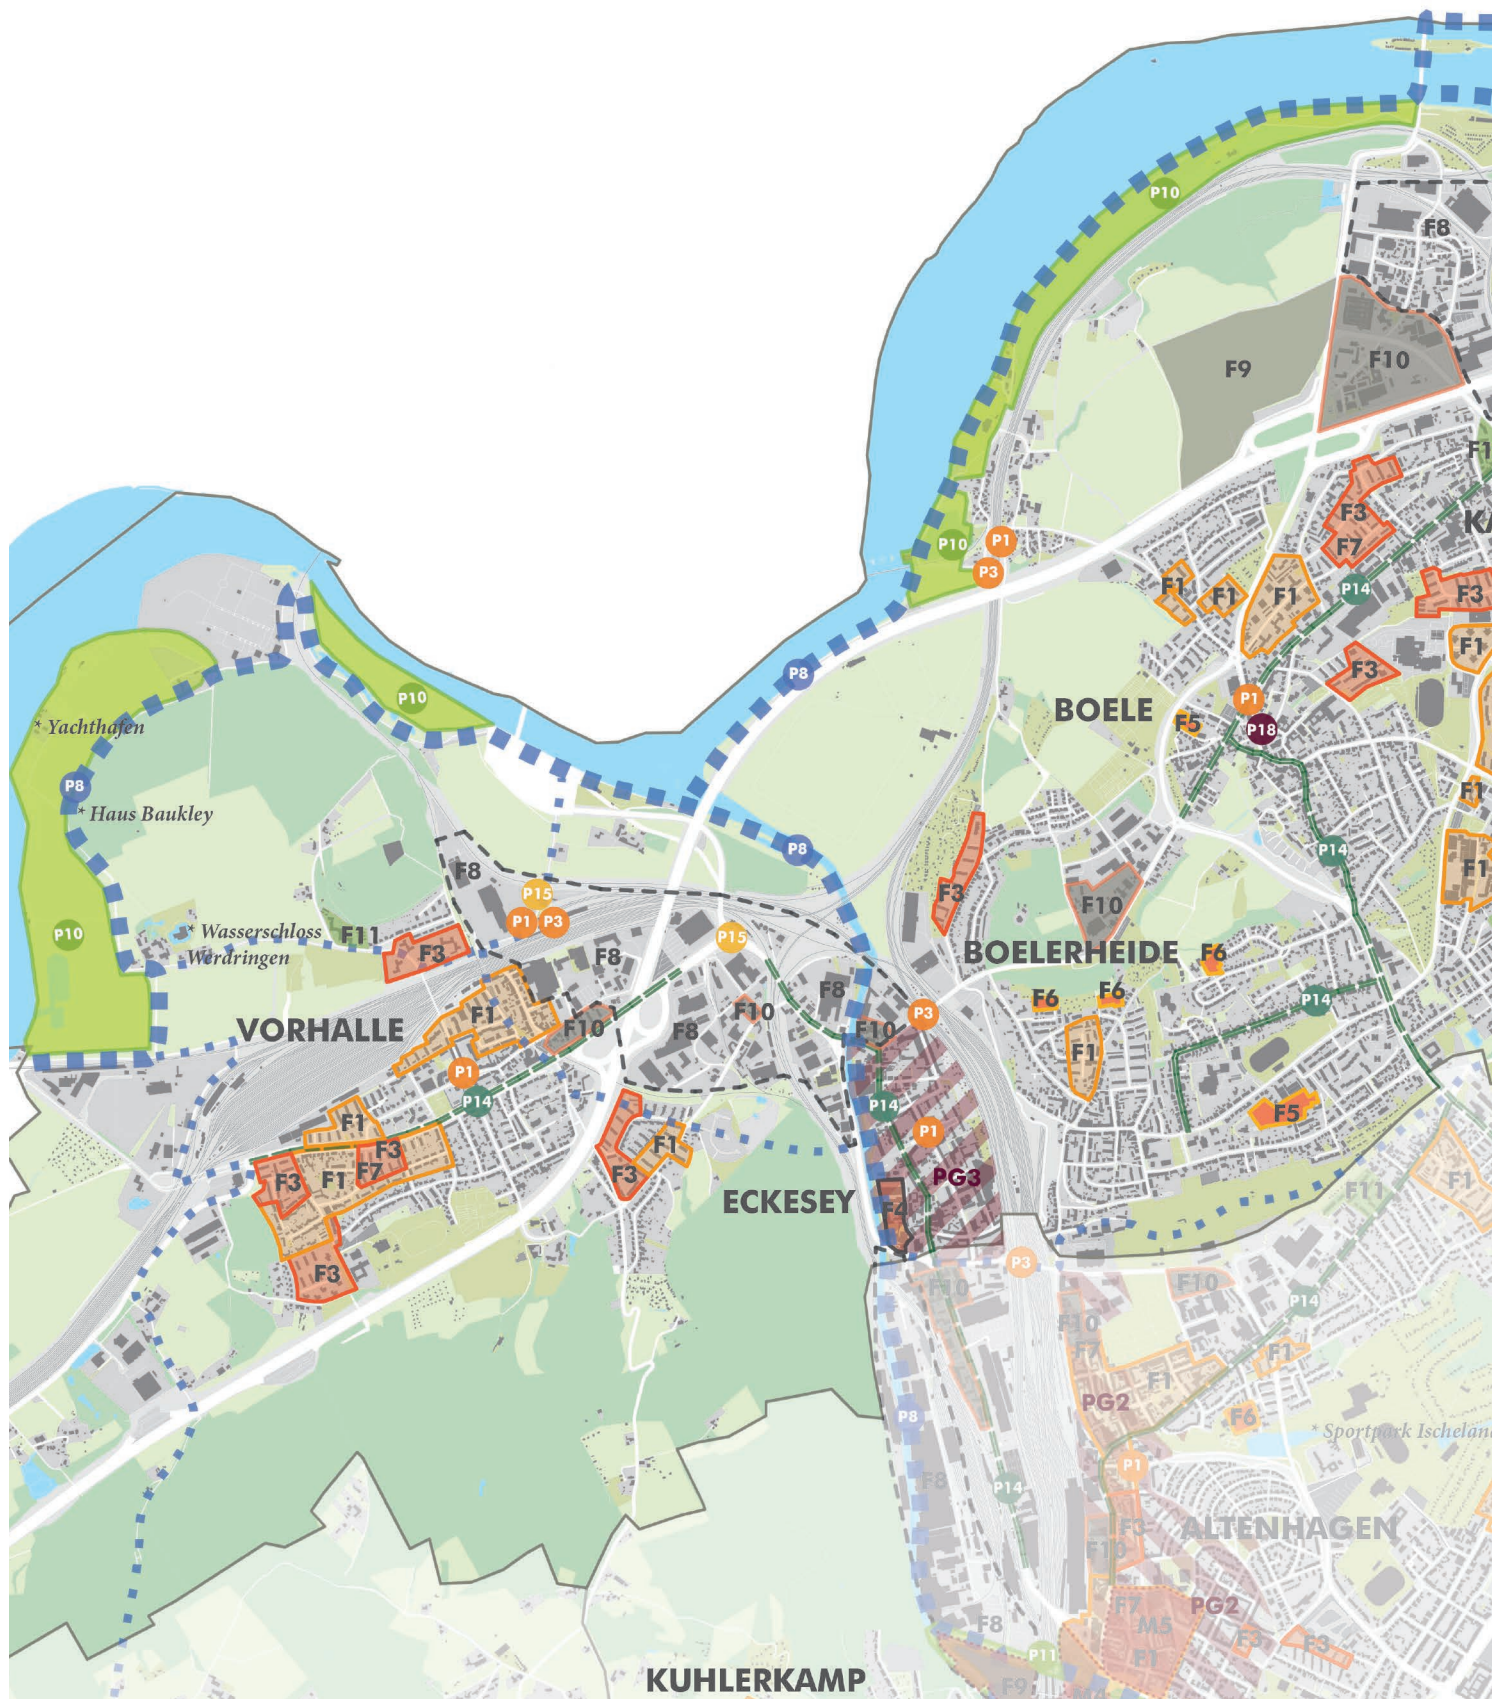 P10
F8
F10
F9
F1
F3
F7
P10
P1
P3
F1
F1
F1
P14
F3
F1
F3
P10
P8
* Yachthafen
BOELE
P1
F5
P18
P8
* Haus Baukley
F1
P8
P14
F8
P15
F3
F10
F1
P10
* Wasserschloss
Werdringen
F11
F3
P1
P3
P15
F8
BOELERHEIDE
F6
F8
F6
F6
P14
VORHALLE
F1
F10
F8
F10
F10
P3
F1
P1
P14
P14
F5
F1
F3
F7
F1
F3
F1
F3
P1
PG3
ECKESEY
F4
F11
F1
F3
P3
F10
F10
P14
F10
F7
F1
F1
PG2
P8
F6
* Sportpark Ischeland
P1
F8
P14
F3
ALTENHAGEN
F10
F7
PG2
M5
F8
F3
F3
P11
F1
KUHLERKAMP
F9